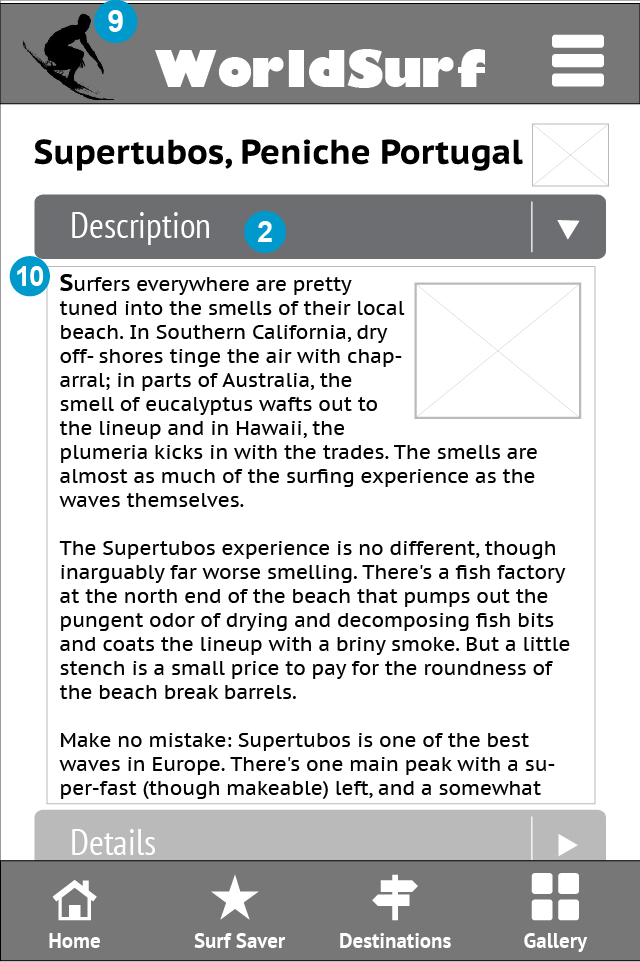 9
WorldSurf
Supertubos, Peniche Portugal
Description 2
10
Surfers everywhere are pretty
tuned into the smells of their local
beach. In Southern California, dry
off- shores tinge the air with chap-
arral; in parts of Australia, the
smell of eucalyptus wafts out to
the lineup and in Hawaii, the
plumeria kicks in with the trades. The smells are
almost as much of the surfing experience as the
waves themselves.
The Supertubos experience is no different, though
inarguably far worse smelling. There's a fish factory
at the north end of the beach that pumps out the
pungent odor of drying and decomposing fish bits
and coats the lineup with a briny smoke. But a little
stench is a small price to pay for the roundness of
the beach break barrels.
Make no mistake: Supertubos is one of the best
waves in Europe. There's one main peak with a su-
per-fast (though makeable) left, and a somewhat
Details
Home Surf Saver Destinations Gallery